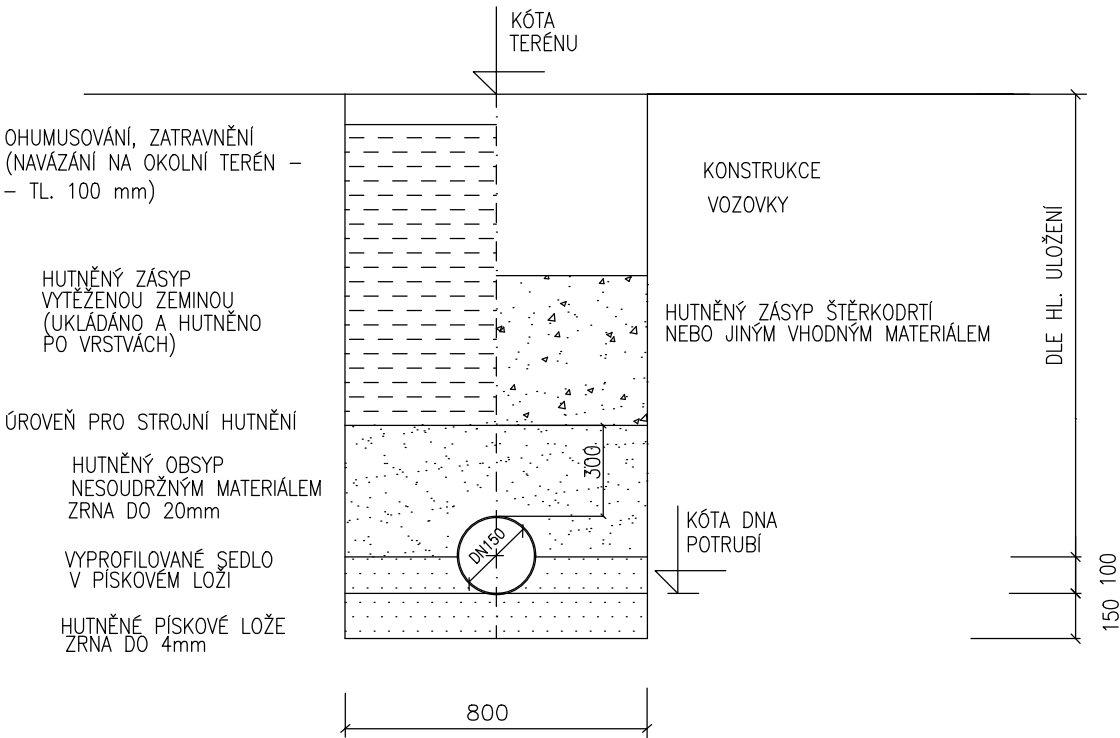 KÓTA
TERÉNU
OHUMUSOVÁNÍ, ZATRAVNĚNÍ
(NAVÁZÁNÍ NA OKOLNÍ TERÉN –
– TL. 100 mm)
KONSTRUKCE
VOZOVKY
DLE HL. ULOŽENÍ
HUTNĚNÝ ZÁSYP
VYTĚŽENOU ZEMINOU
(UKLÁDÁNO A HUTNĚNO
PO VRSTVÁCH)
HUTNĚNÝ ZÁSYP ŠTĚRKODRTÍ
NEBO JINÝM VHODNÝM MATERIÁLEM
ÚROVEŇ PRO STROJNÍ HUTNĚNÍ
300
HUTNĚNÝ OBSYP
NESOUDRŽNÝM MATERIÁLEM
ZRNA DO 20mm
KÓTA DNA
POTRUBÍ
DN150
VYPROFILOVANÉ SEDLO
V PÍSKOVÉM LOŽI
100
150
HUTNĚNÉ PÍSKOVÉ LOŽE
ZRNA DO 4mm
800